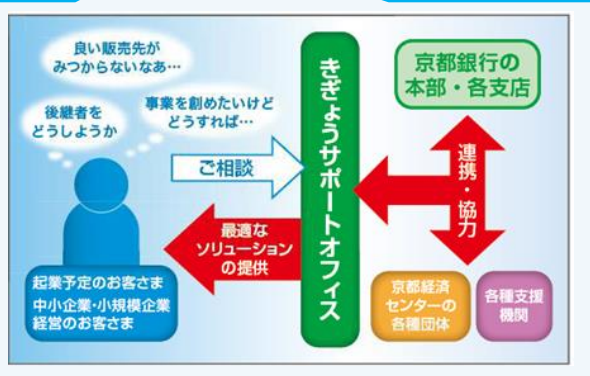 良い販売先が
みつからないなあ…
後継者を
どうしようか
事業を創めたいけど
どうすれば…
ご相談
最適な
ソリューション
の提供
起業予定のお客さま
中小企業・小規模企業
経営のお客さま
きぎょうサポートオフィス
京都銀行の
本部・各支店
連携・協力
京都経済
センターの
各種団体
各種支援
機関